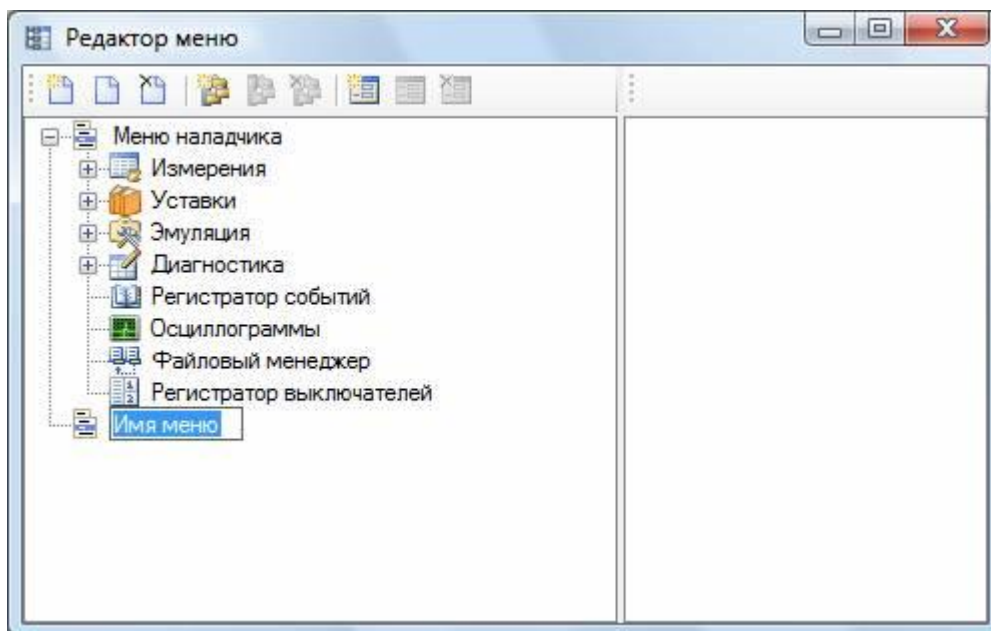 Редактор меню
Меню наладчика
Измерения
Уставки
Эмуляция
Диагностика
Регистратор событий
Осциллограммы
Файловый менеджер
Регистратор выключателей
Имя меню